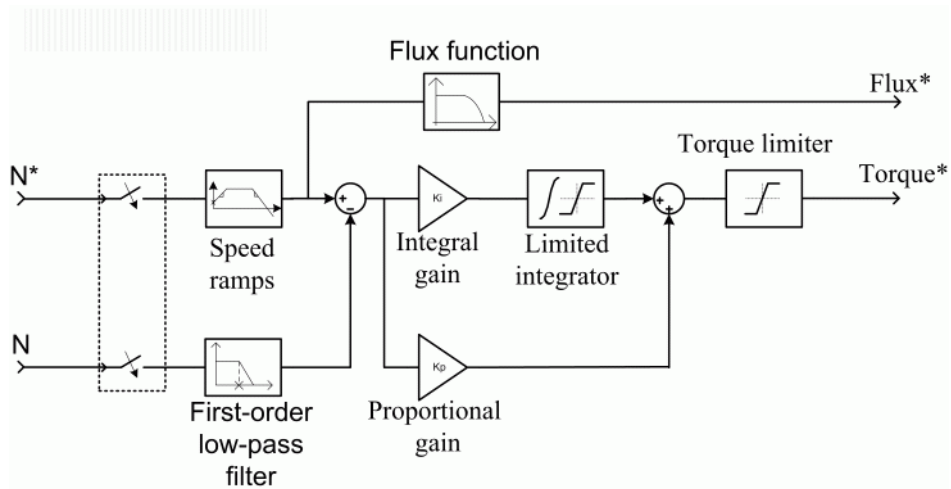 Flux function
Flux*
Torque limiter
N*
Torque*
Ki
+
-
+
+
Speed
ramps
Integral
gain
Limited
integrator
N
Kp
First-order
low-pass
filter
Proportional
gain